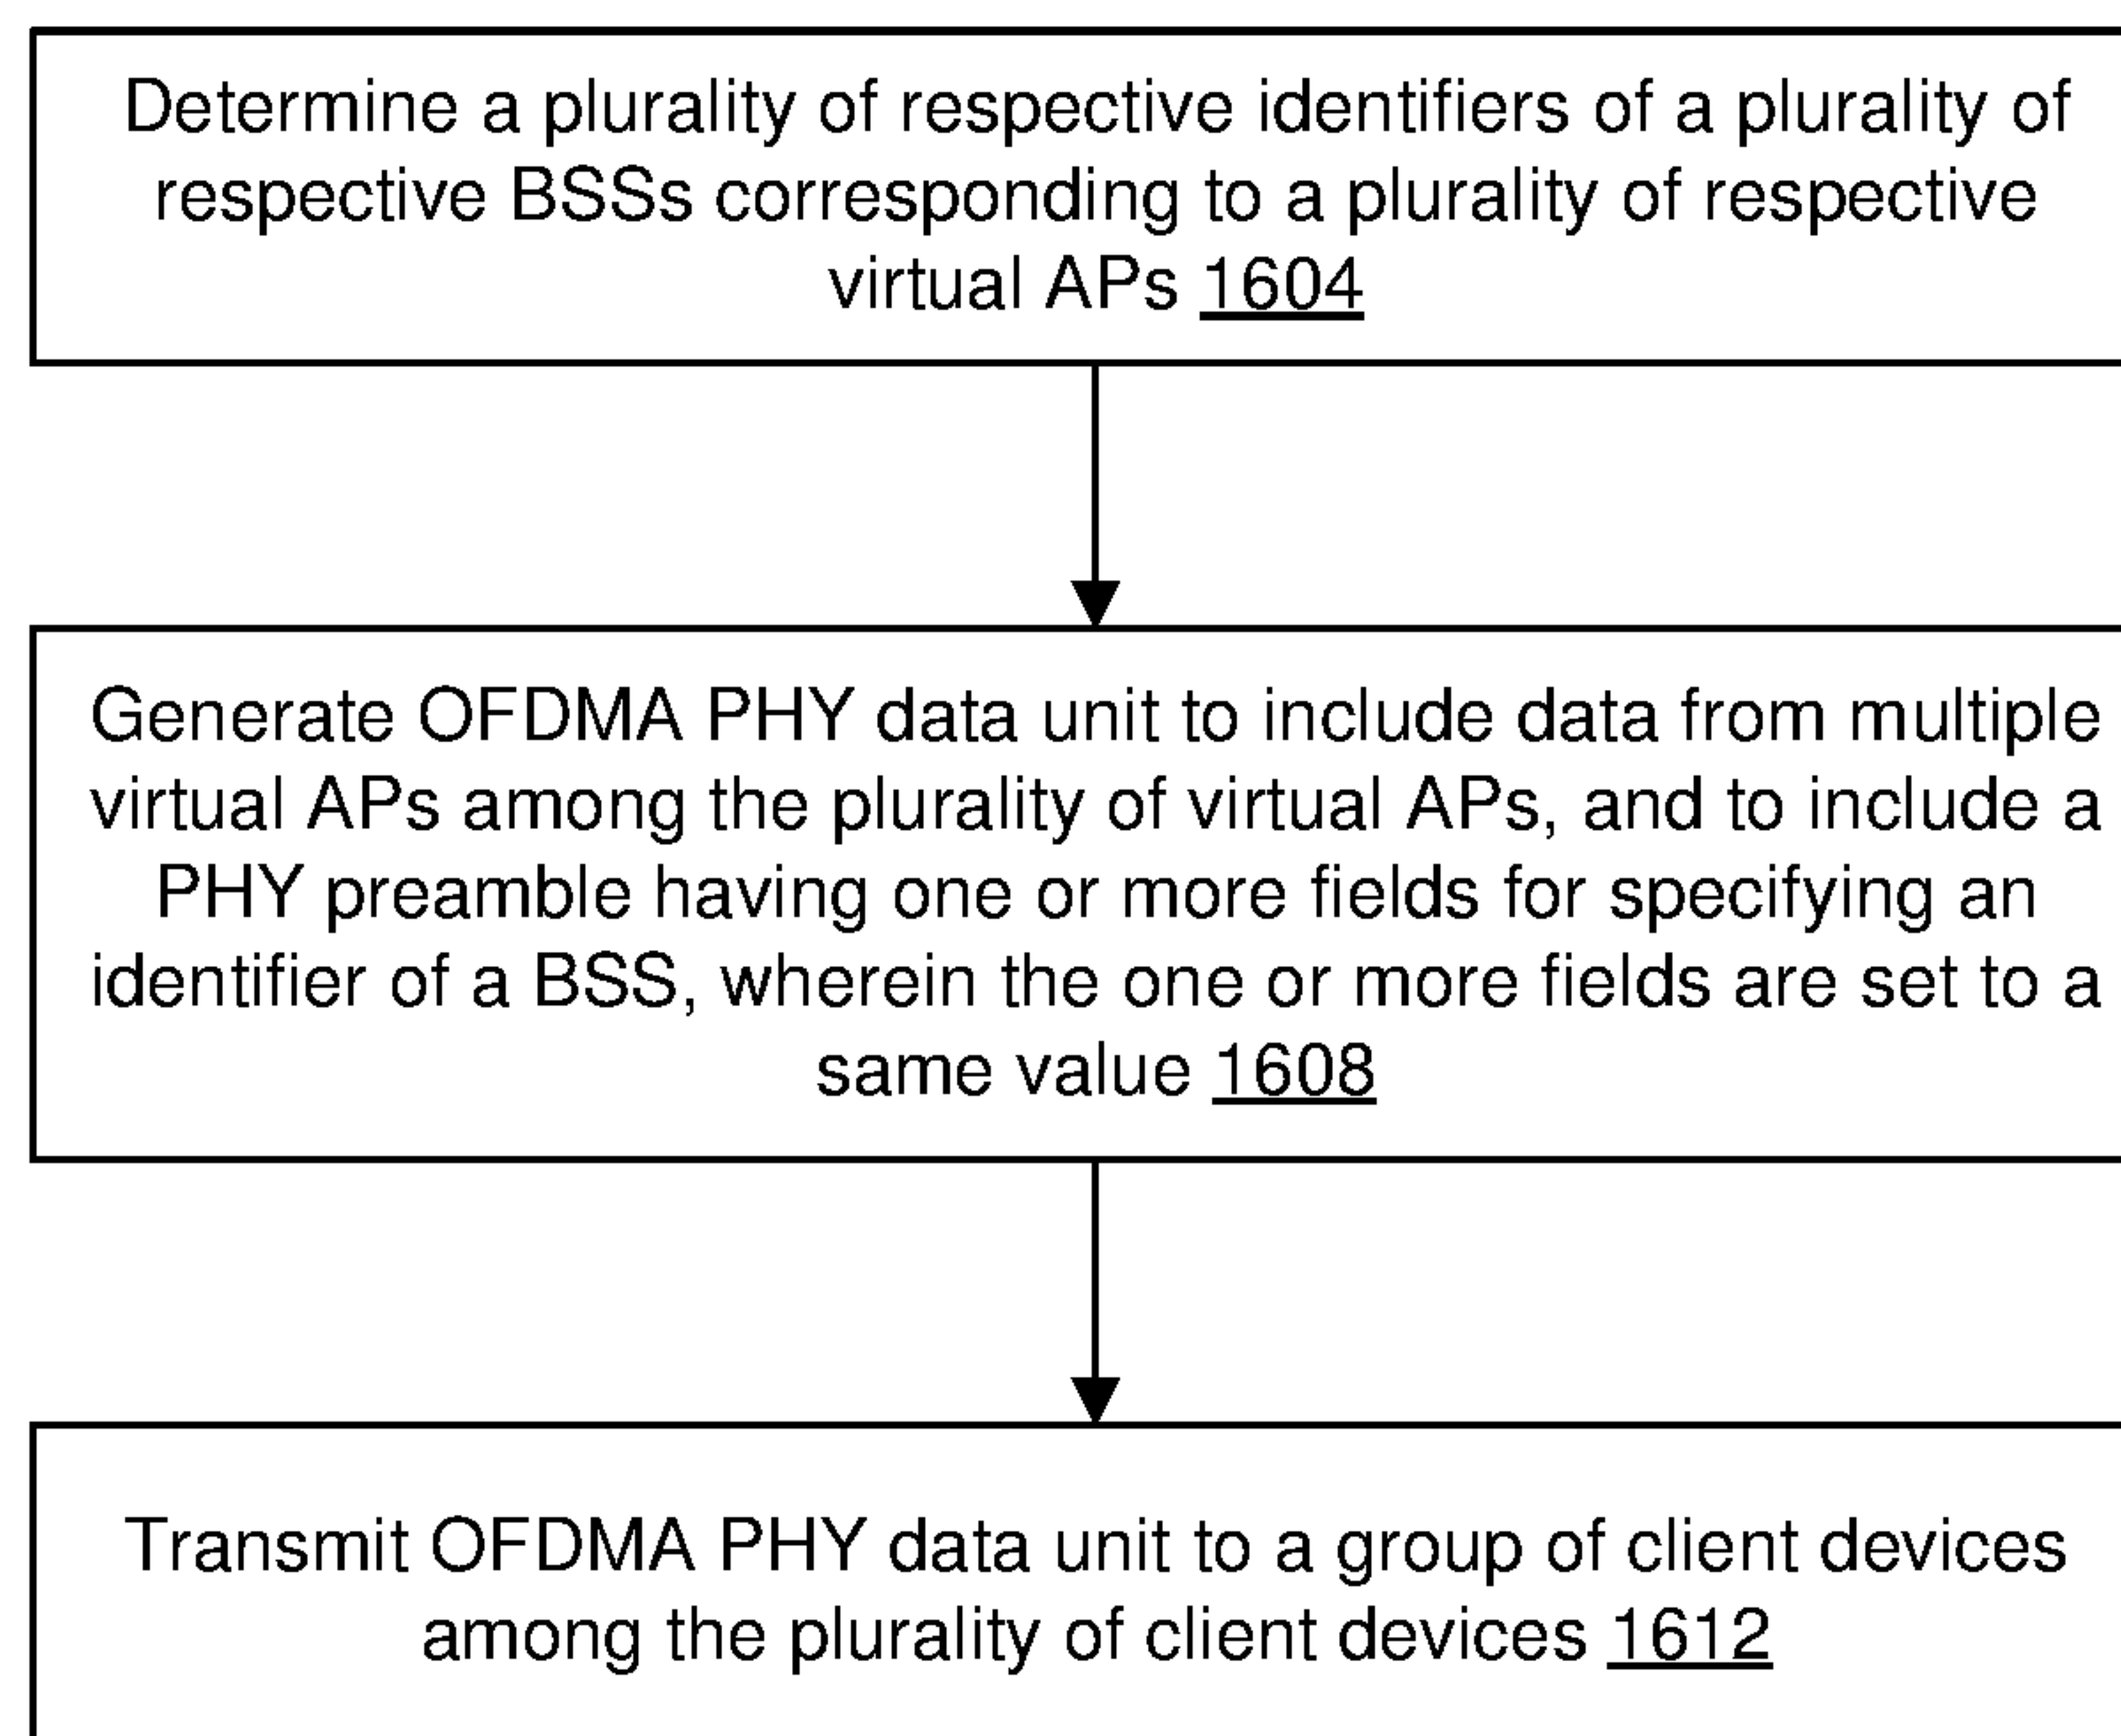 Determine a plurality of respective identifiers of a plurality of
respective BSSs corresponding to a plurality of respective
virtual APs 1604
Generate OFDMA PHY data unit to include data from multiple
virtual APs among the plurality of virtual APs, and to include a
PHY preamble having one or more fields for specifying an
identifier of a BSS, wherein the one or more fields are set to a
same value 1608
Transmit OFDMA PHY data unit to a group of client devices
among the plurality of client devices 1612